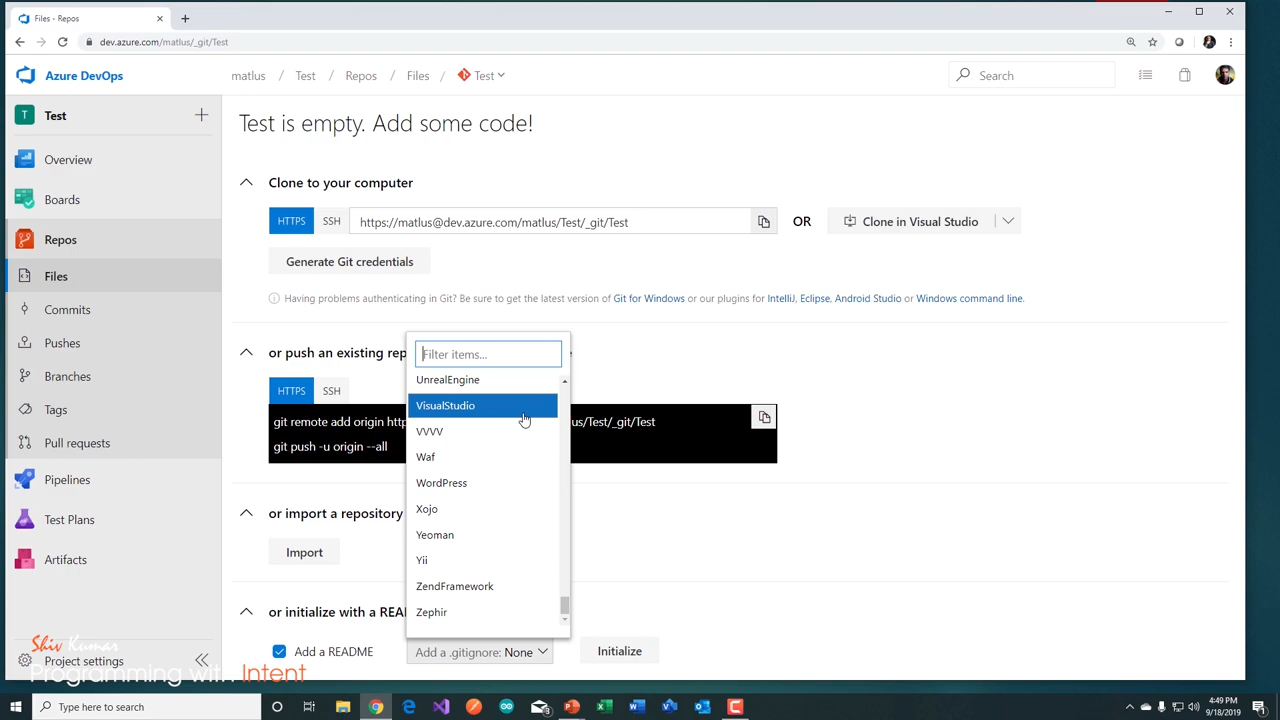 Files - Repos
dev.azure.com/matlus/_git/Test
Azure DevOps
matlus / Test / Repos / Files / Test
Search
T Test
Overview
Boards
Repos
Files
Commits
Pushes
Branches
Tags
Pull requests
Pipelines
Test Plans
Artifacts
Project settings
Test is empty. Add some code!
Clone to your computer
HTTPS SSH https://matlus@dev.azure.com/matlus/Test/_git/Test OR Clone in Visual Studio
Generate Git credentials
Having problems authenticating in Git? Be sure to get the latest version of Git for Windows or our plugins for IntelliJ, Eclipse, Android Studio or Windows command line.
or push an existing rep
HTTPS SSH
git remote add origin http us/Test/_git/Test
git push -u origin --all
Filter items...
UnrealEngine
VisualStudio
VVVV
Waf
WordPress
Xojo
Yeoman
Yii
ZendFramework
Zephir
or import a repository
Import
or initialize with a REA
Add a README Add a .gitignore: None Initialize
Shiv Kumar
Programming with Intent
Type here to search
4:49 PM
9/18/2019